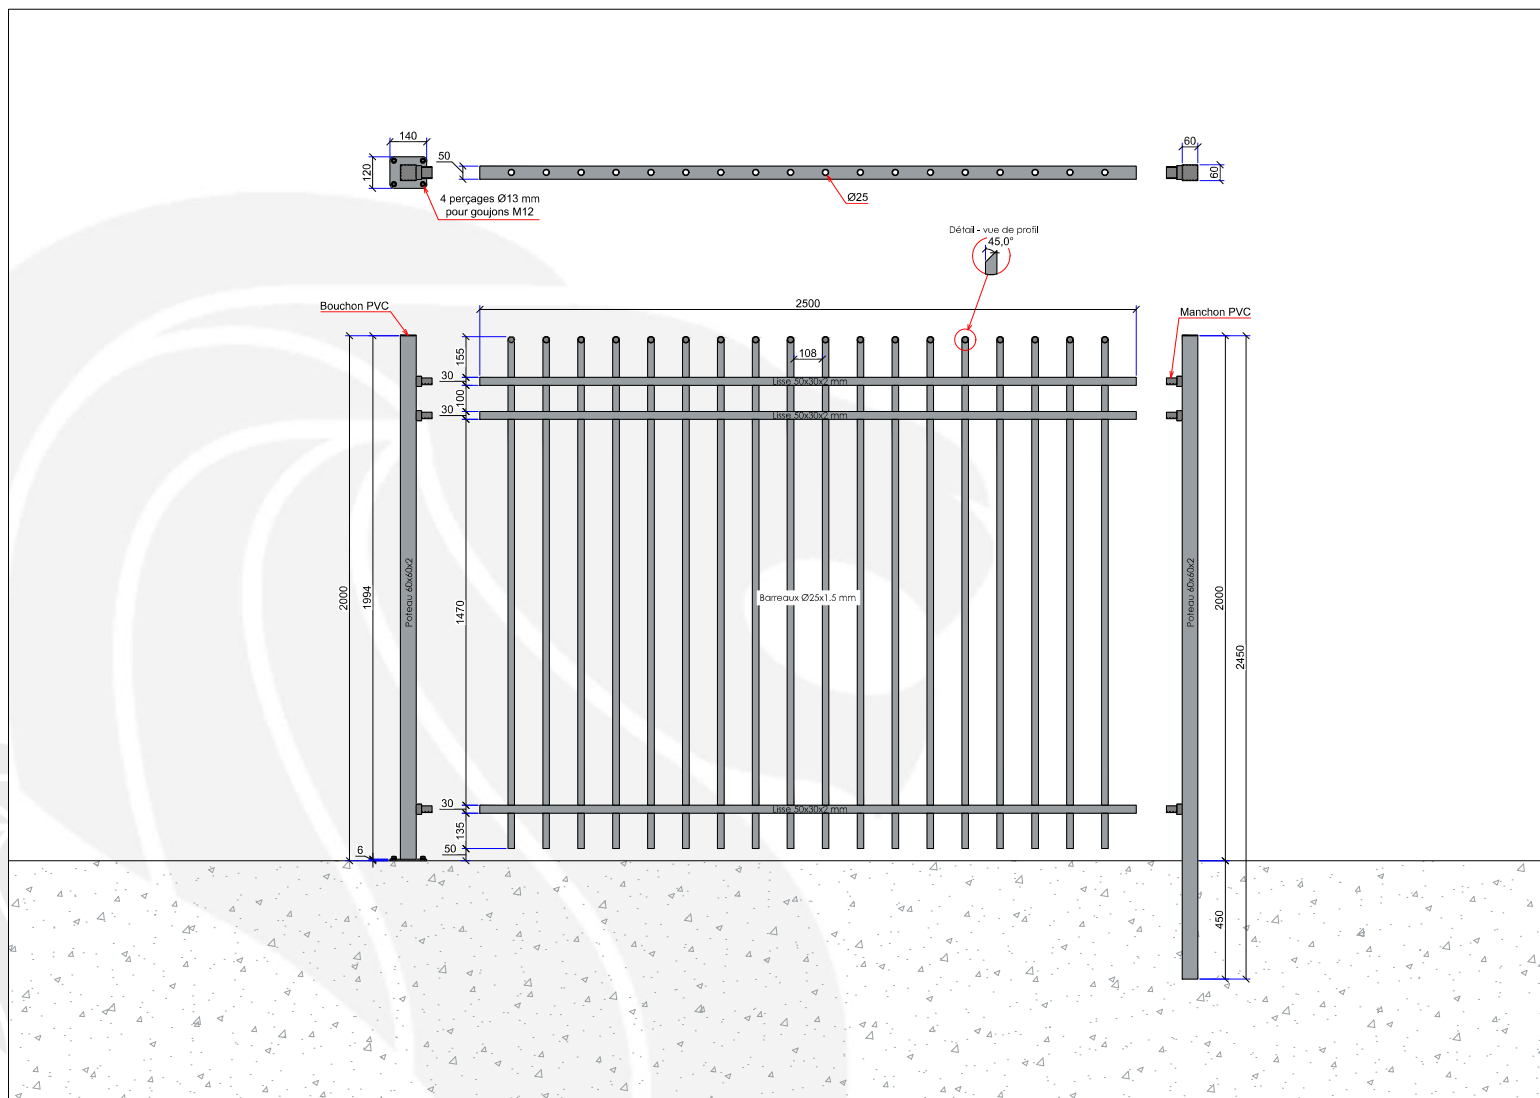 140
120
50
4 perçages Ø13 mm
pour goujons M12
Ø25
60
60
Détail - vue de profil
45,0°
Bouchon PVC
2500
Manchon PVC
155
108
30
Lisse 50x30x2 mm
100
30
Lisse 50x30x2 mm
2000
1994
Poteau 60x60x2
1470
Barreaux Ø25x1.5 mm
Poteau 60x60x2
2000
2450
30
Lisse 50x30x2 mm
135
6
50
450